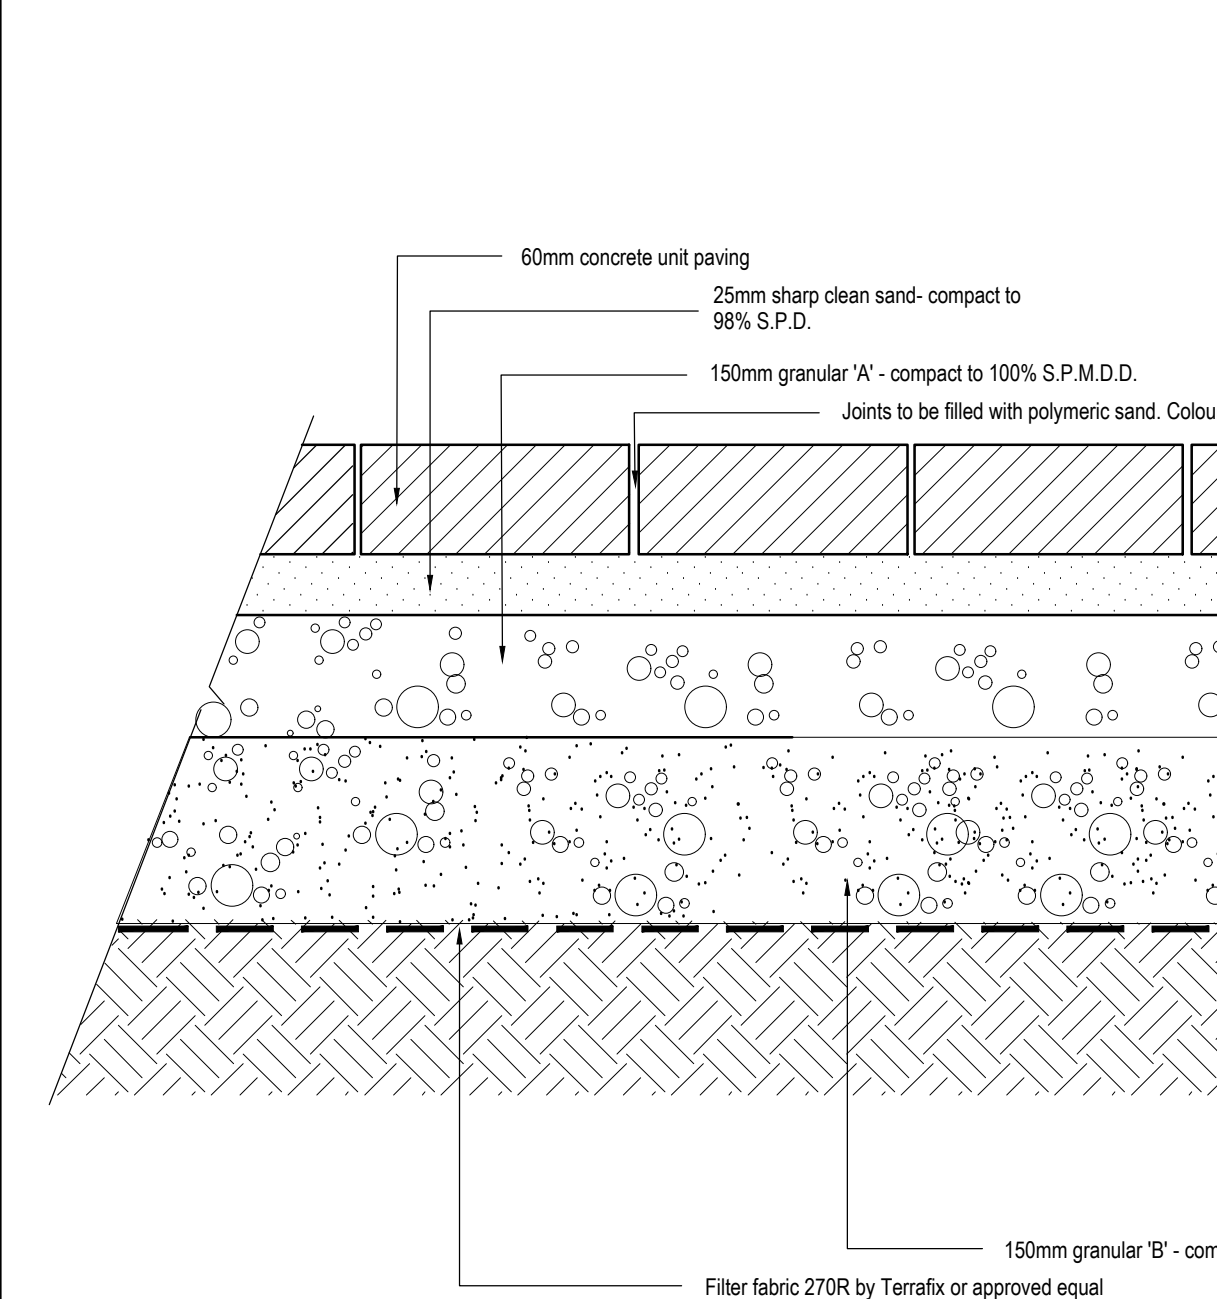 60mm concrete unit paving
25mm sharp clean sand- compact to
98% S.P.D.
150mm granular 'A' - compact to 100% S.P.M.D.D.
Joints to be filled with polymeric sand. Colou
150mm granular 'B' - com
Filter fabric 270R by Terrafix or approved equal